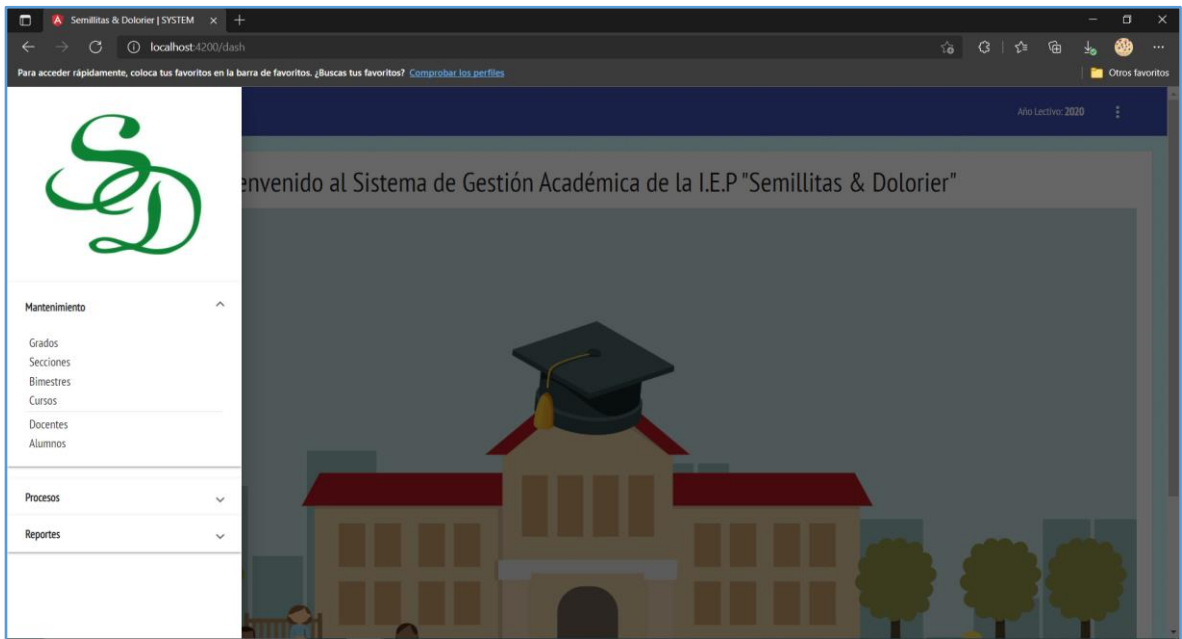 Semillitas & Dolorier | SYSTEM
localhost:4200/dash
Para acceder rápidamente, coloca tus favoritos en la barra de favoritos. ¿Buscas tus favoritos? Comprobar los perfiles
Otros favoritos
SD
Año Lectivo: 2020
envenido al Sistema de Gestión Académica de la I.E.P "Semillitas & Dolorier"
Mantenimiento
Grados
Secciones
Bimestres
Cursos
Docentes
Alumnos
Procesos
Reportes